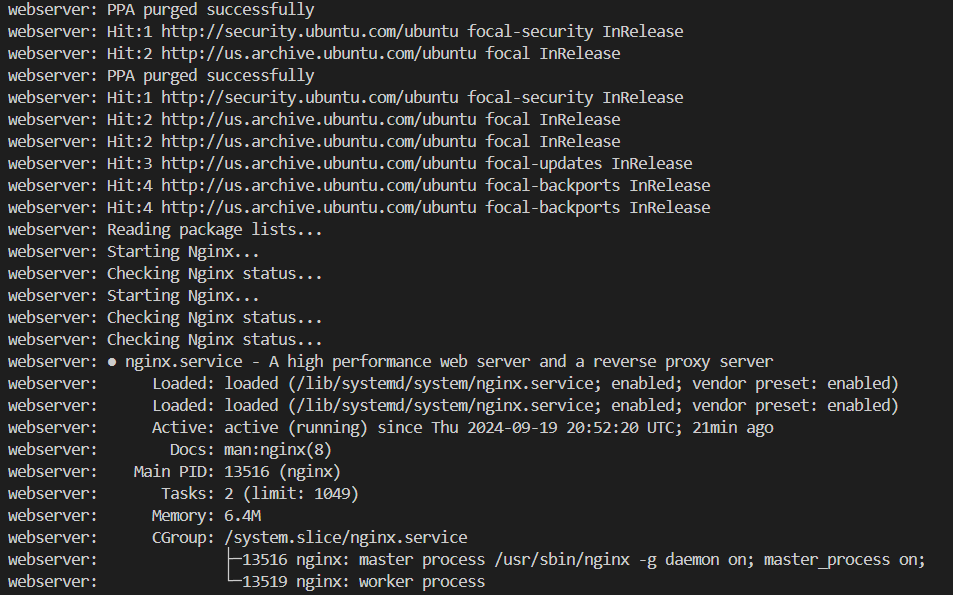 webserver: PPA purged successfully
webserver: Hit:1 http://security.ubuntu.com/ubuntu focal-security InRelease
webserver: Hit:2 http://us.archive.ubuntu.com/ubuntu focal InRelease
webserver: PPA purged successfully
webserver: Hit:1 http://security.ubuntu.com/ubuntu focal-security InRelease
webserver: Hit:2 http://us.archive.ubuntu.com/ubuntu focal InRelease
webserver: Hit:2 http://us.archive.ubuntu.com/ubuntu focal InRelease
webserver: Hit:3 http://us.archive.ubuntu.com/ubuntu focal-updates InRelease
webserver: Hit:4 http://us.archive.ubuntu.com/ubuntu focal-backports InRelease
webserver: Hit:4 http://us.archive.ubuntu.com/ubuntu focal-backports InRelease
webserver: Reading package lists...
webserver: Starting Nginx...
webserver: Checking Nginx status...
webserver: Starting Nginx...
webserver: Checking Nginx status...
webserver: Checking Nginx status...
webserver: ● nginx.service - A high performance web server and a reverse proxy server
webserver:      Loaded: loaded (/lib/systemd/system/nginx.service; enabled; vendor preset: enabled)
webserver:      Loaded: loaded (/lib/systemd/system/nginx.service; enabled; vendor preset: enabled)
webserver:      Active: active (running) since Thu 2024-09-19 20:52:20 UTC; 21min ago
webserver:        Docs: man:nginx(8)
webserver:    Main PID: 13516 (nginx)
webserver:       Tasks: 2 (limit: 1049)
webserver:      Memory: 6.4M
webserver:      CGroup: /system.slice/nginx.service
webserver:              ├─13516 nginx: master process /usr/sbin/nginx -g daemon on; master_process on;
webserver:              └─13519 nginx: worker process